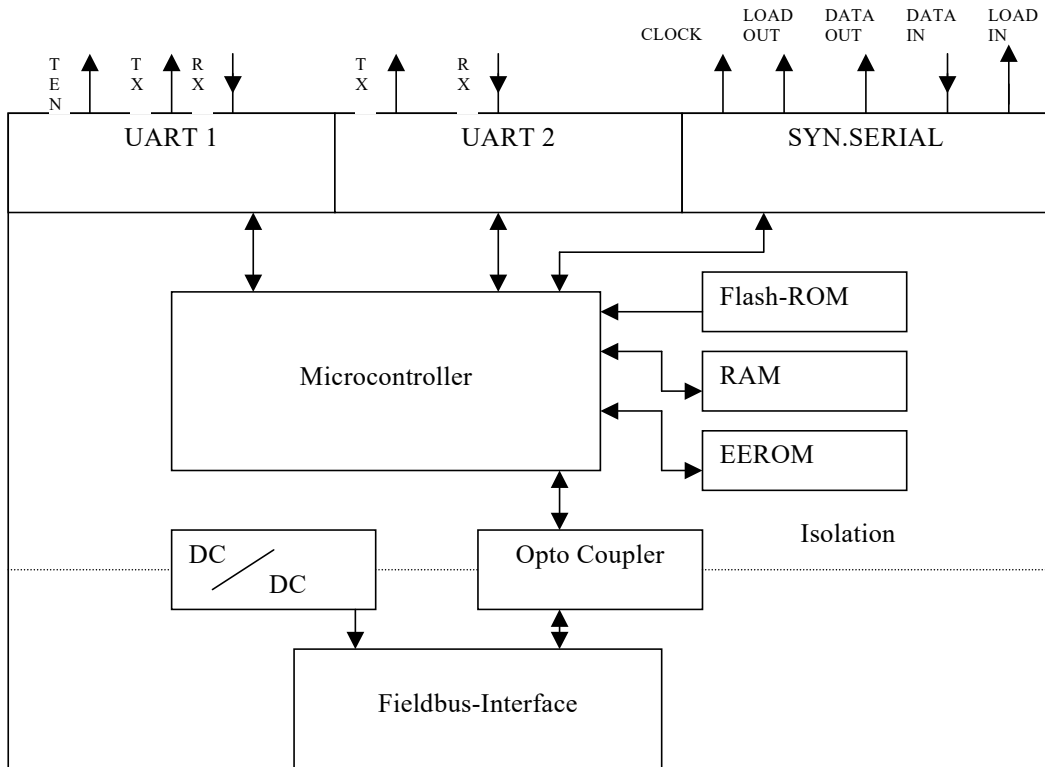 CLOCK
LOAD
OUT
DATA
OUT
DATA
IN
LOAD
IN
T
E
N
T
X
R
X
T
X
R
X
UART 1
UART 2
SYN.SERIAL
Flash-ROM
Microcontroller
RAM
EEROM
Isolation
DC
DC
Opto Coupler
Fieldbus-Interface